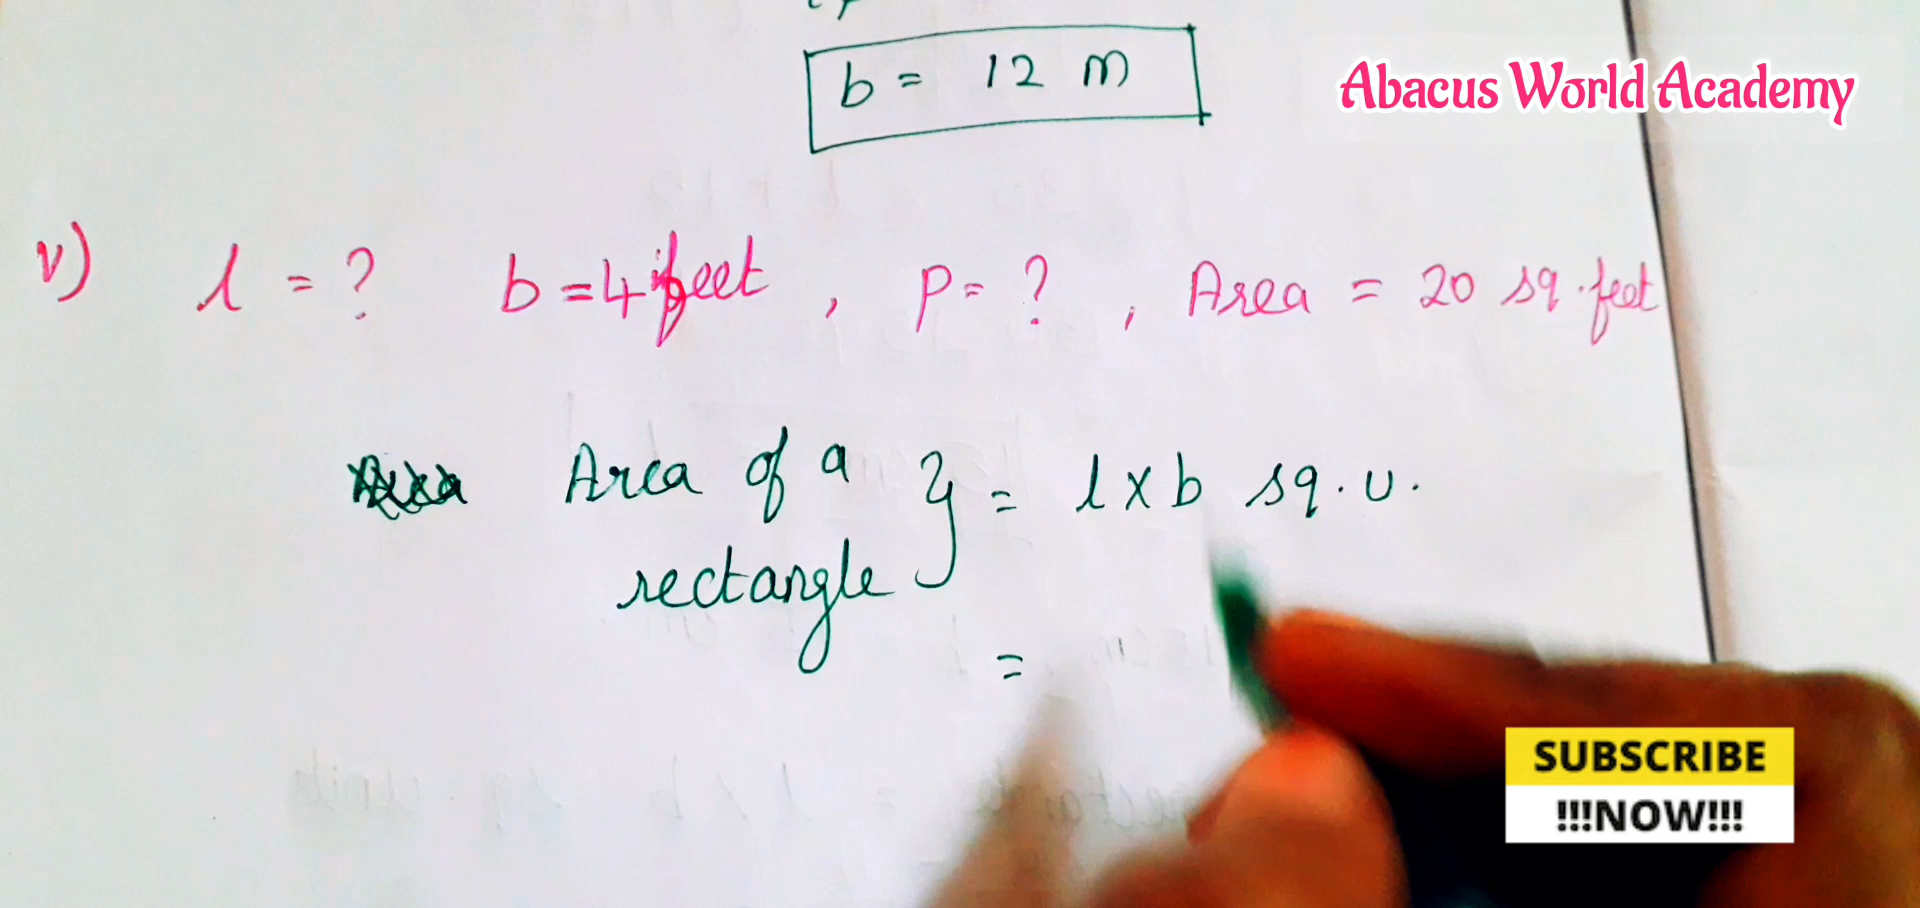 b = 12 m
Abacus World Academy
v) l = ? b = 4 feet , p = ? , Area = 20 sq. feet
Area of a } = l x b sq. u.
rectangle
=
SUBSCRIBE
!!!NOW!!!